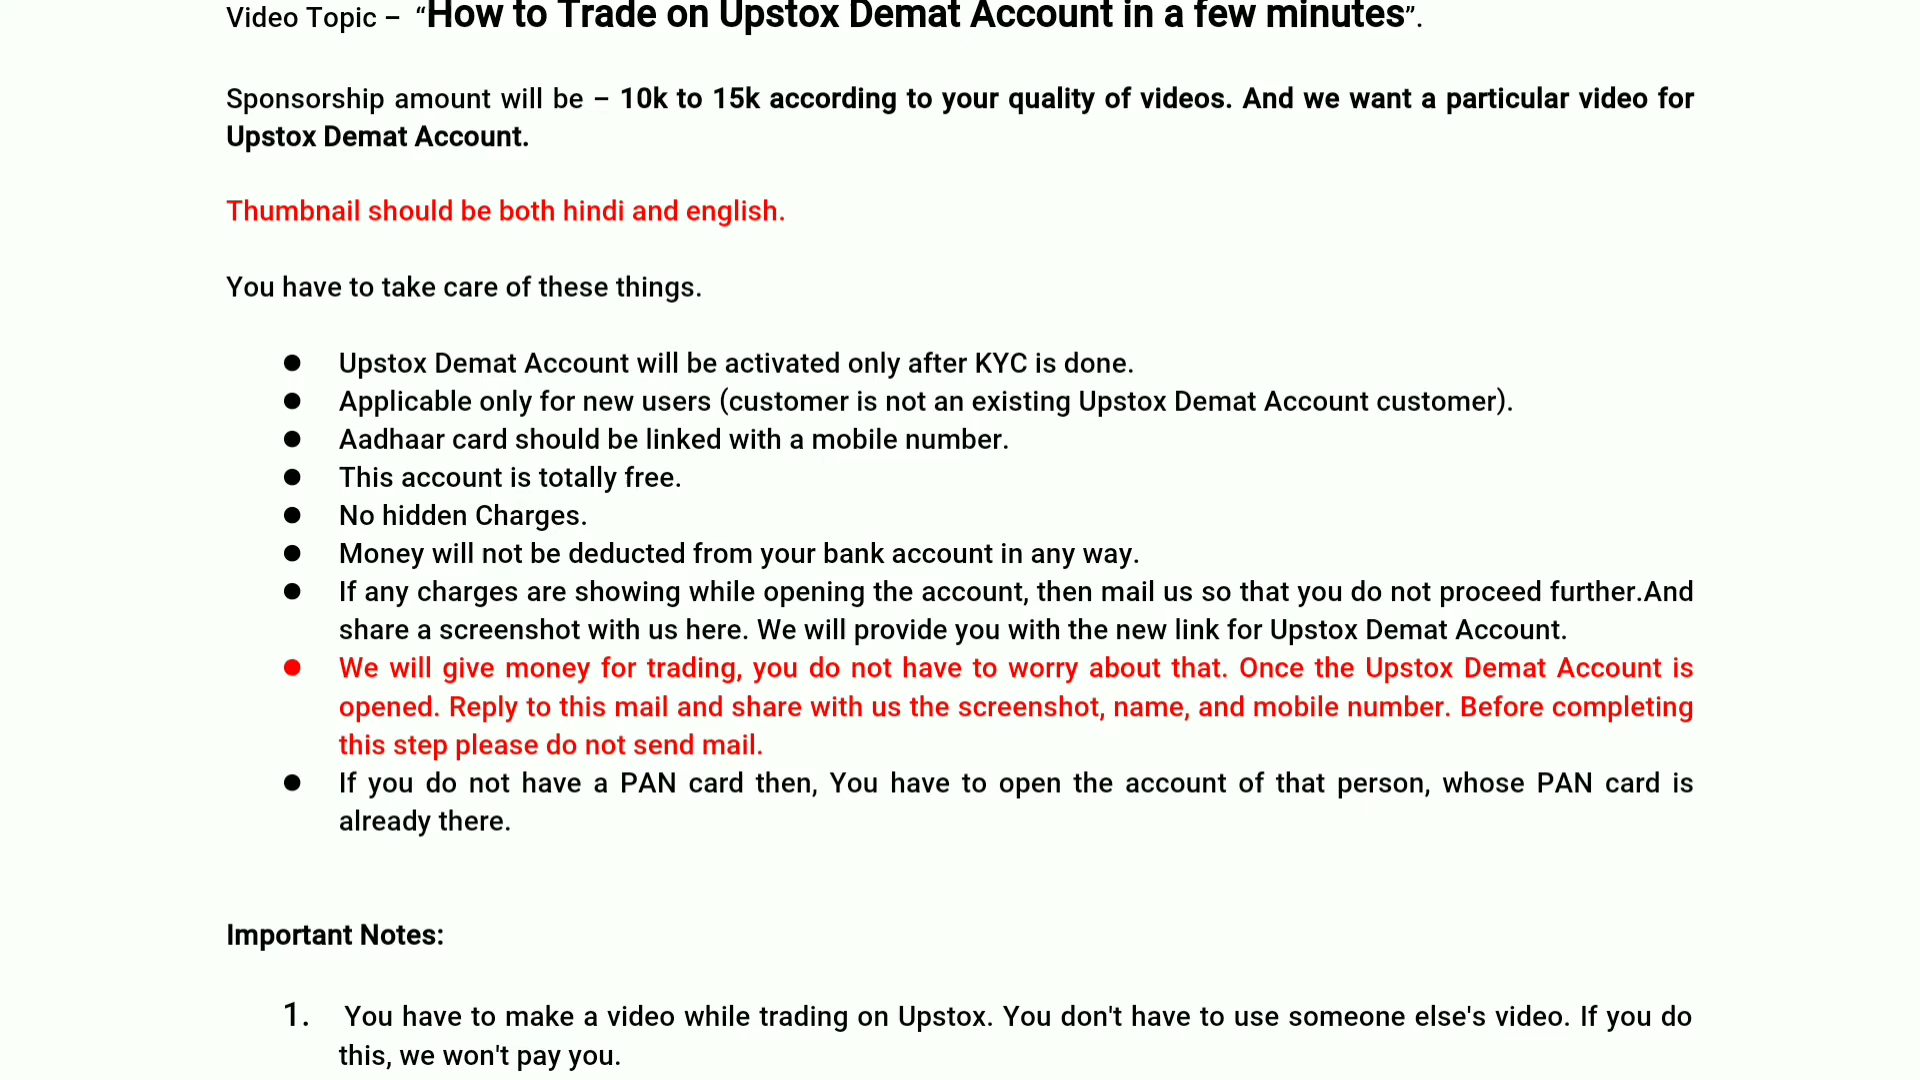 Video Topic – “How to Trade on Upstox Demat Account in a few minutes”.
Sponsorship amount will be – 10k to 15k according to your quality of videos. And we want a particular video for
Upstox Demat Account.
Thumbnail should be both hindi and english.
You have to take care of these things.
● Upstox Demat Account will be activated only after KYC is done.
● Applicable only for new users (customer is not an existing Upstox Demat Account customer).
● Aadhaar card should be linked with a mobile number.
● This account is totally free.
● No hidden Charges.
● Money will not be deducted from your bank account in any way.
● If any charges are showing while opening the account, then mail us so that you do not proceed further.And
share a screenshot with us here. We will provide you with the new link for Upstox Demat Account.
● We will give money for trading, you do not have to worry about that. Once the Upstox Demat Account is
opened. Reply to this mail and share with us the screenshot, name, and mobile number. Before completing
this step please do not send mail.
● If you do not have a PAN card then, You have to open the account of that person, whose PAN card is
already there.
Important Notes:
1. You have to make a video while trading on Upstox. You don't have to use someone else's video. If you do
this, we won't pay you.